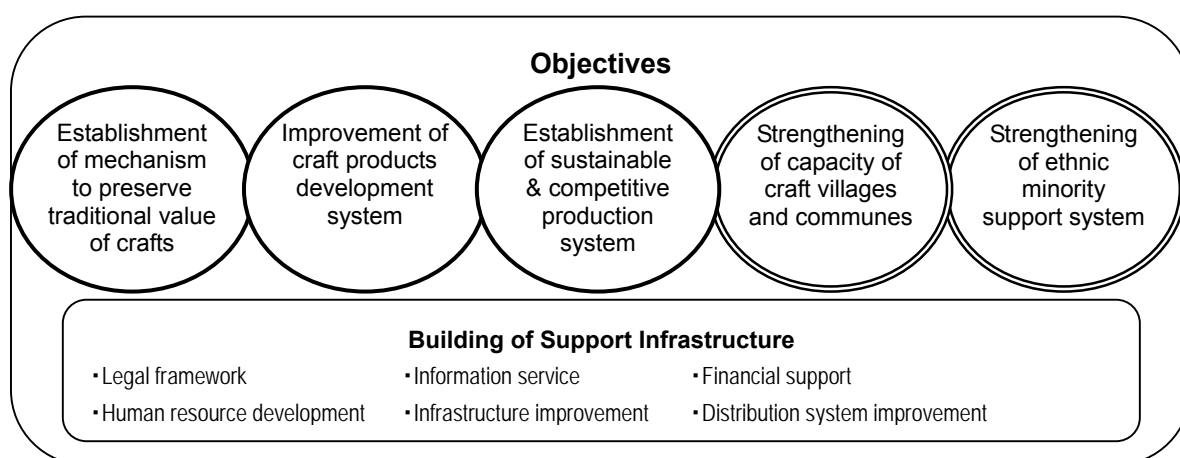 Objectives
Establishment
of mechanism
to preserve
traditional value
of crafts
Improvement of
craft products
development
system
Establishment
of sustainable
& competitive
production
system
Strengthening
of capacity of
craft villages
and communes
Strengthening
of ethnic
minority
support system
Building of Support Infrastructure
・Legal framework ・Information service ・Financial support
・Human resource development ・Infrastructure improvement ・Distribution system improvement